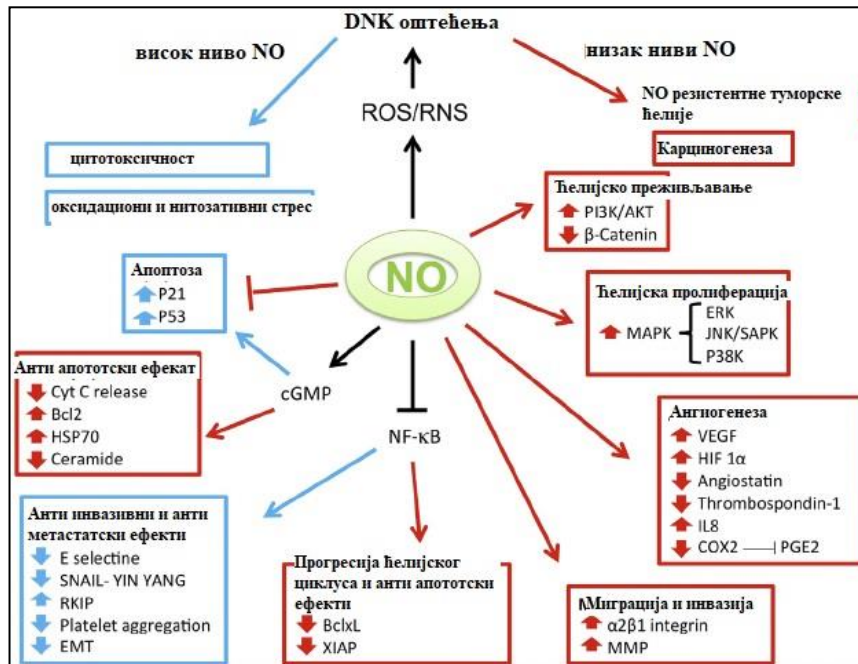 DNK оштећења
висок ниво NO
низак ниви NO
ROS/RNS
NO резистентне туморске
ћелије
цитотоксичност
Карциногенеза
оксидациони и нитозативни стрес
Ћелијско преживљавање
PI3K/AKT
β-Catenin
NO
Апоптоза
P21
P53
Ћелијска пролиферација
MAPK
ERK
JNK/SAPK
P38K
Анти апототски ефекат
Cyt C release
Bcl2
HSP70
Ceramide
cGMP
NF-κB
Ангиогенеза
VEGF
HIF 1α
Angiostatin
Thrombospondin-1
IL8
COX2 PGE2
Анти инвазивни и анти
метастатски ефекти
E selectine
SNAIL- YIN YANG
RKIP
Platelet aggregation
EMT
Прогресија ћелијског
циклуса и анти апототски
ефекти
BclxL
XIAP
Миграција и инвазија
α2β1 integrin
MMP